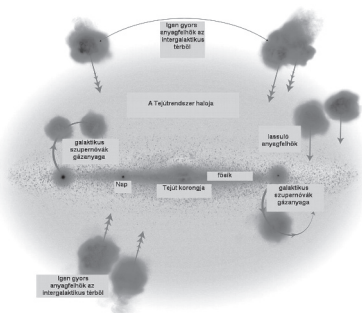 Igen gyors
anyagfelhők az
intergalaktikus
térből
A Tejútrendszer haloja
galaktikus
szupernóvák
gázanyaga
lassuló
anyagfelhők
Nap
Tejút korongja
fősík
galaktikus
szupernóvák
gázanyaga
Igen gyors
anyagfelhők az
intergalaktikus térből